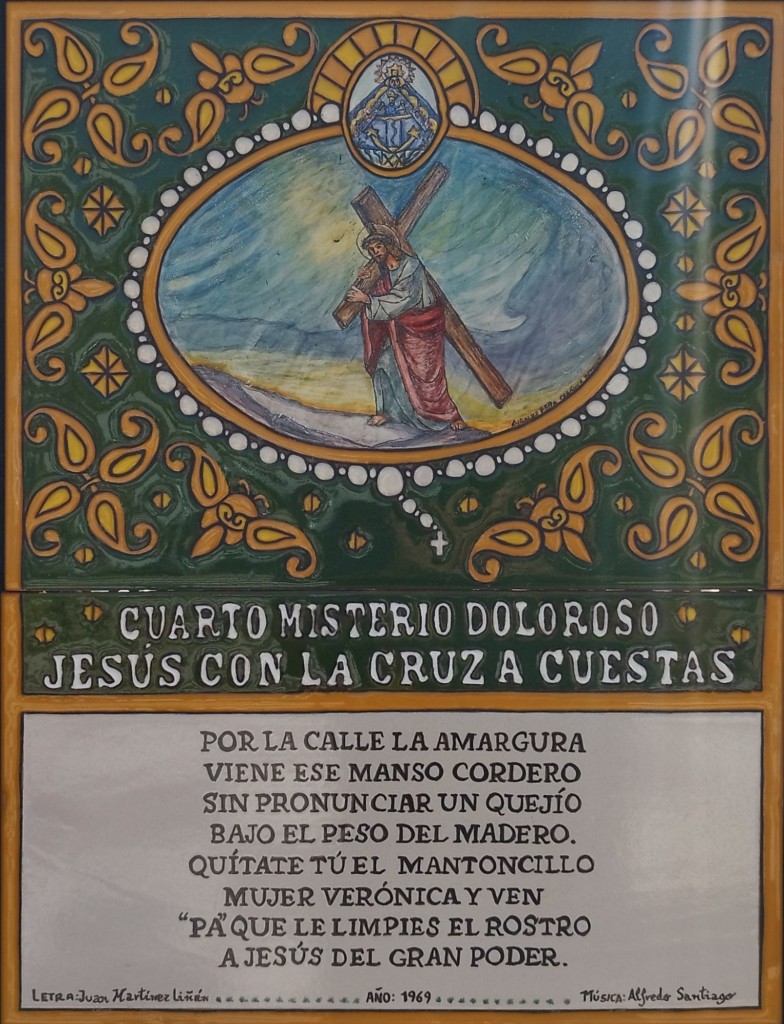 CUARTO MISTERIO DOLOROSO
JESÚS CON LA CRUZ A CUESTAS
POR LA CALLE LA AMARGURA
VIENE ESE MANSO CORDERO
SIN PRONUNCIAR UN QUEJÍO
BAJO EL PESO DEL MADERO.
QUÍTATE TÚ EL MANTONCILLO
MUJER VERÓNICA Y VEN
"PA" QUE LE LIMPIES EL ROSTRO
A JESÚS DEL GRAN PODER.
LETRA: Juan Martínez Liñán AÑO: 1969 MÚSICA: Alfredo Santiago